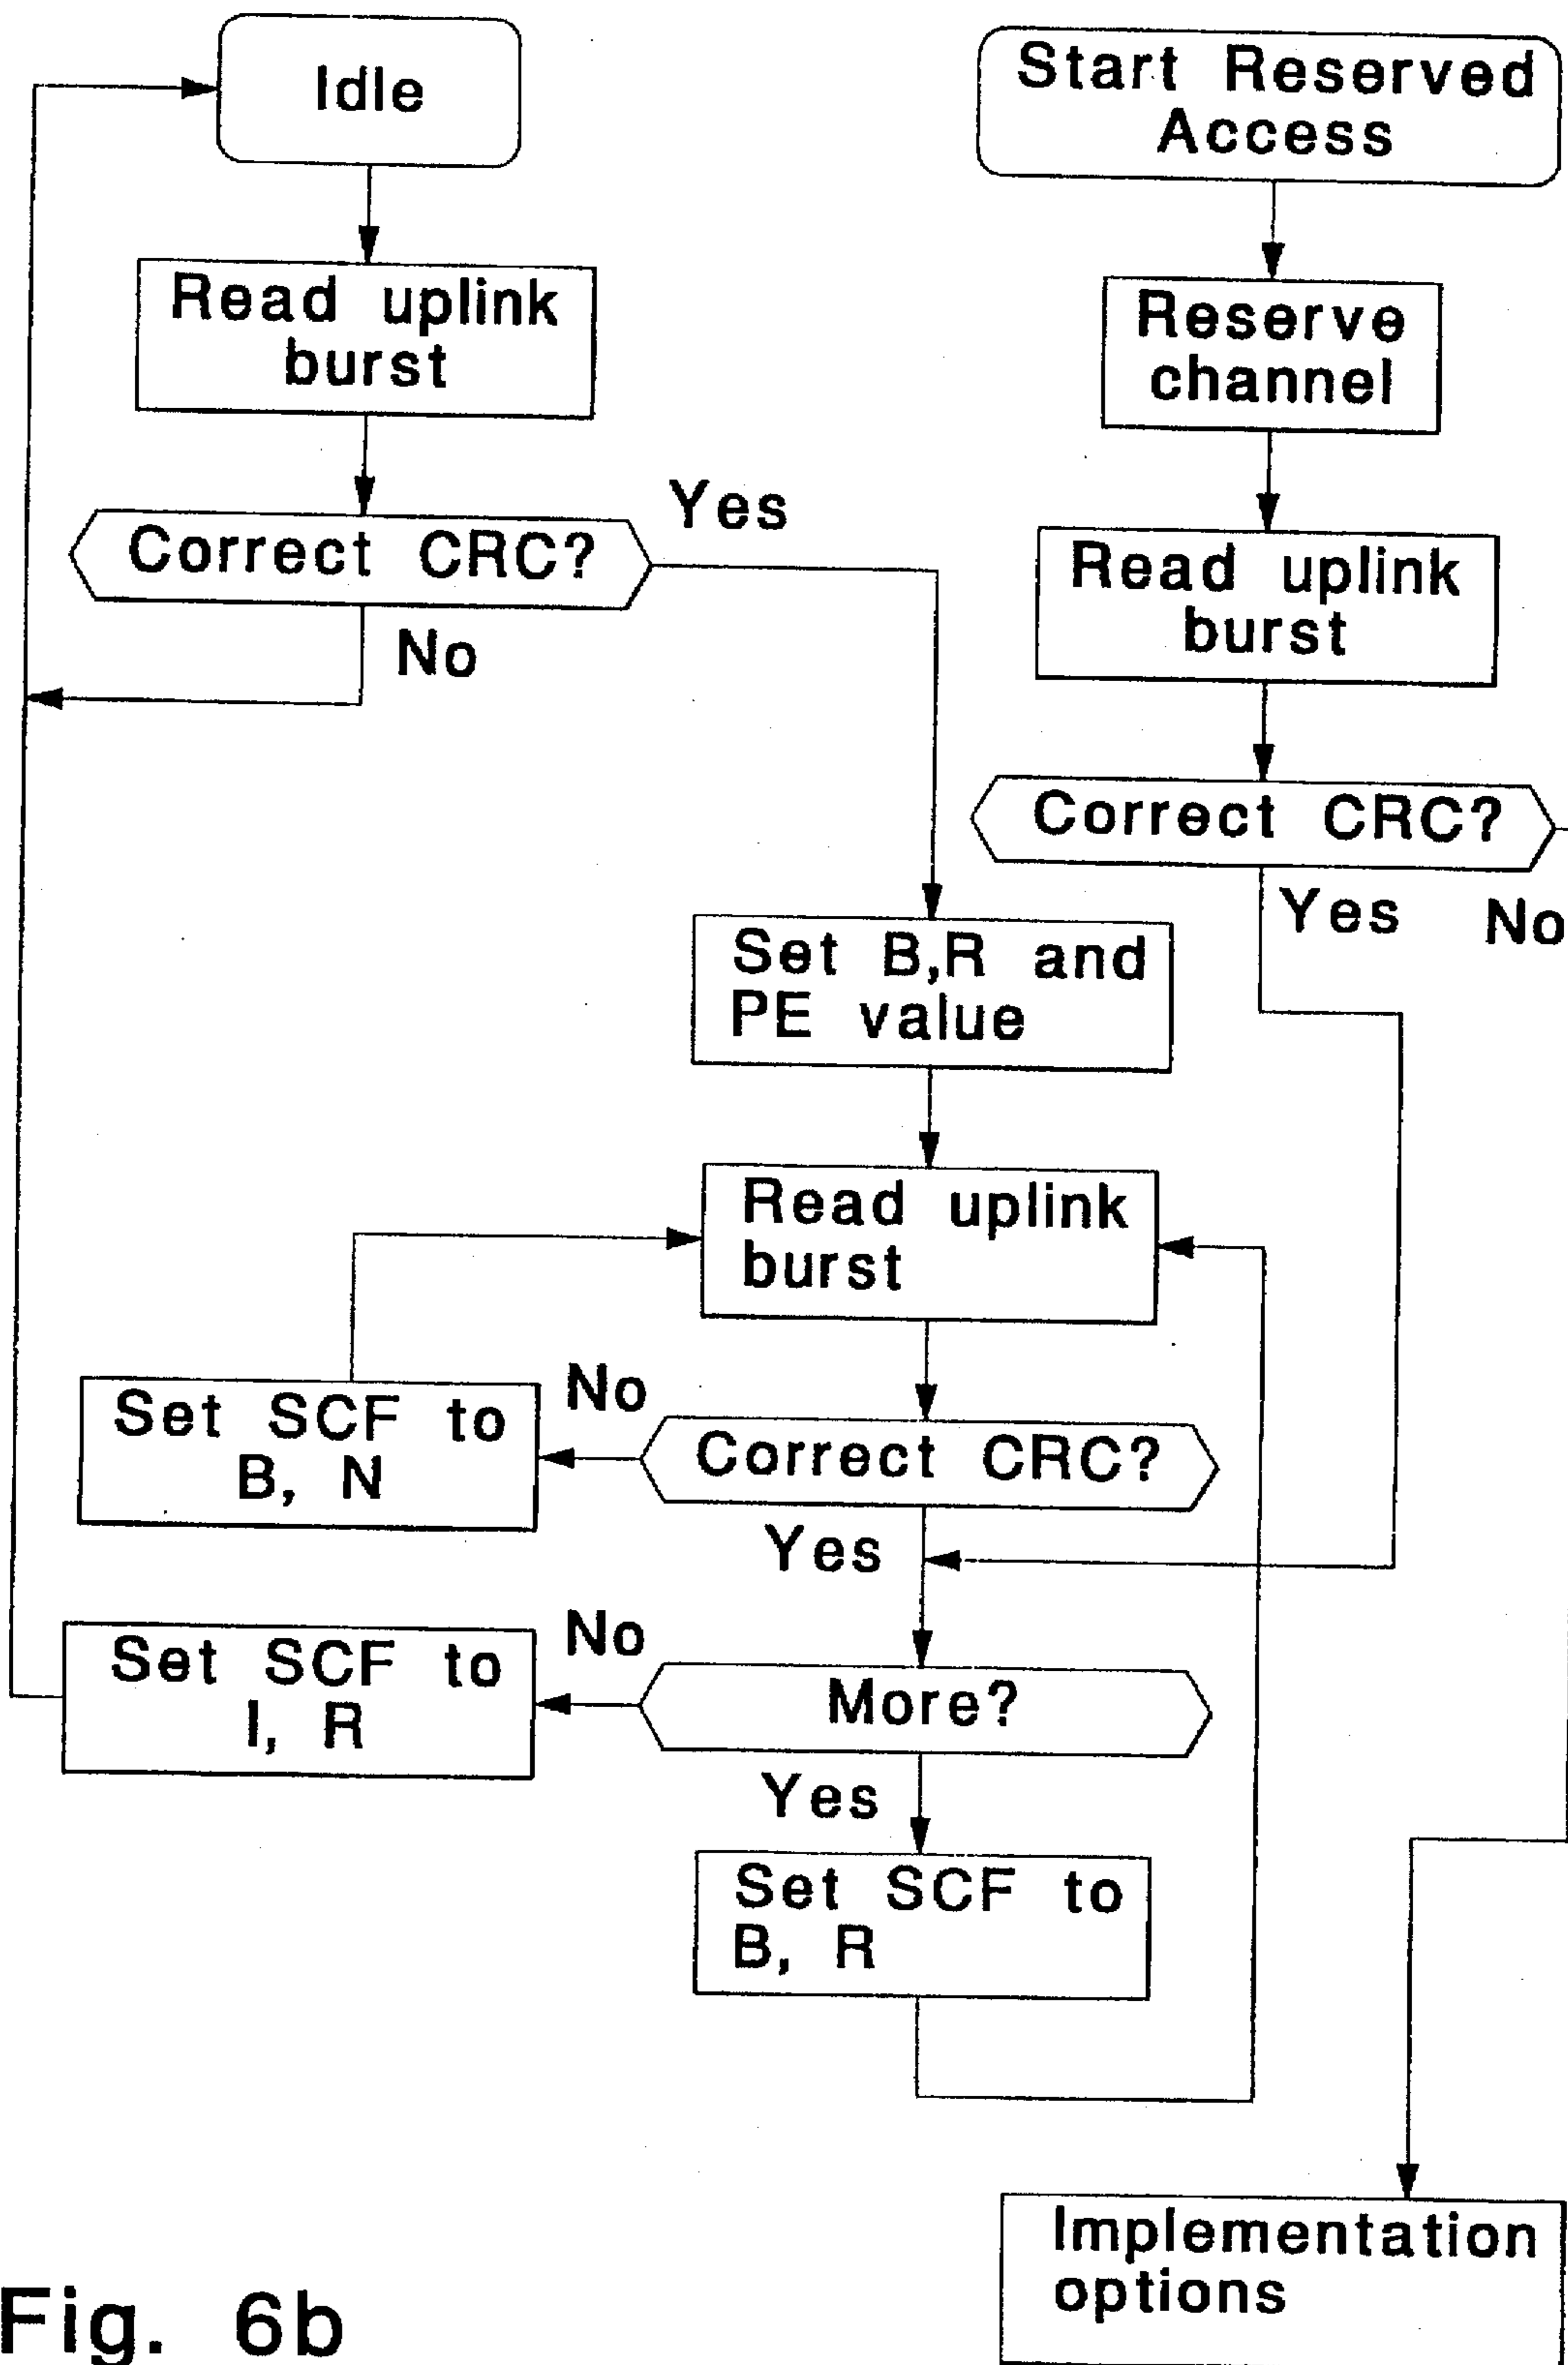 Idle
Start Reserved
Access
Read uplink
burst
Reserve
channel
Correct CRC?
Yes
No
Read uplink
burst
Correct CRC?
Yes
No
Set B,R and
PE value
Read uplink
burst
Correct CRC?
No
Yes
Set SCF to
B, N
More?
No
Yes
Set SCF to
I, R
Set SCF to
B, R
Implementation
options
Fig. 6b